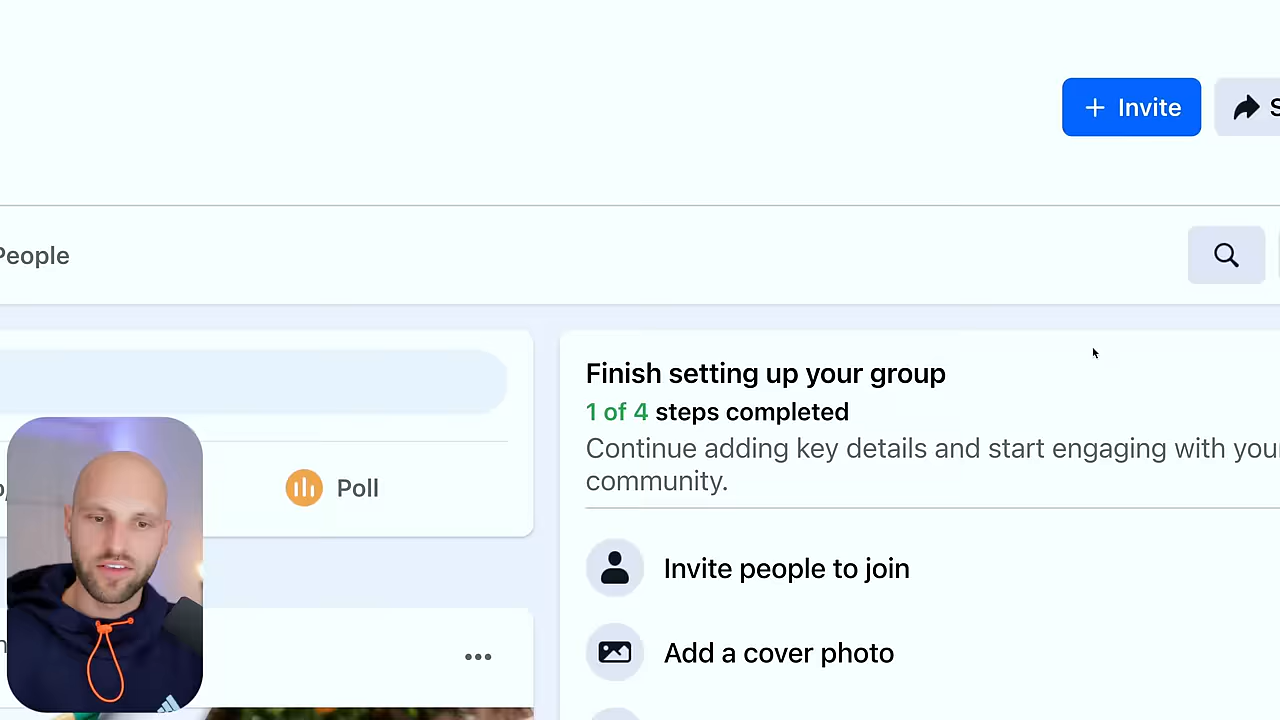 Invite
People
Finish setting up your group
1 of 4 steps completed
Continue adding key details and start engaging with
community.
Poll
Invite people to join
Add a cover photo